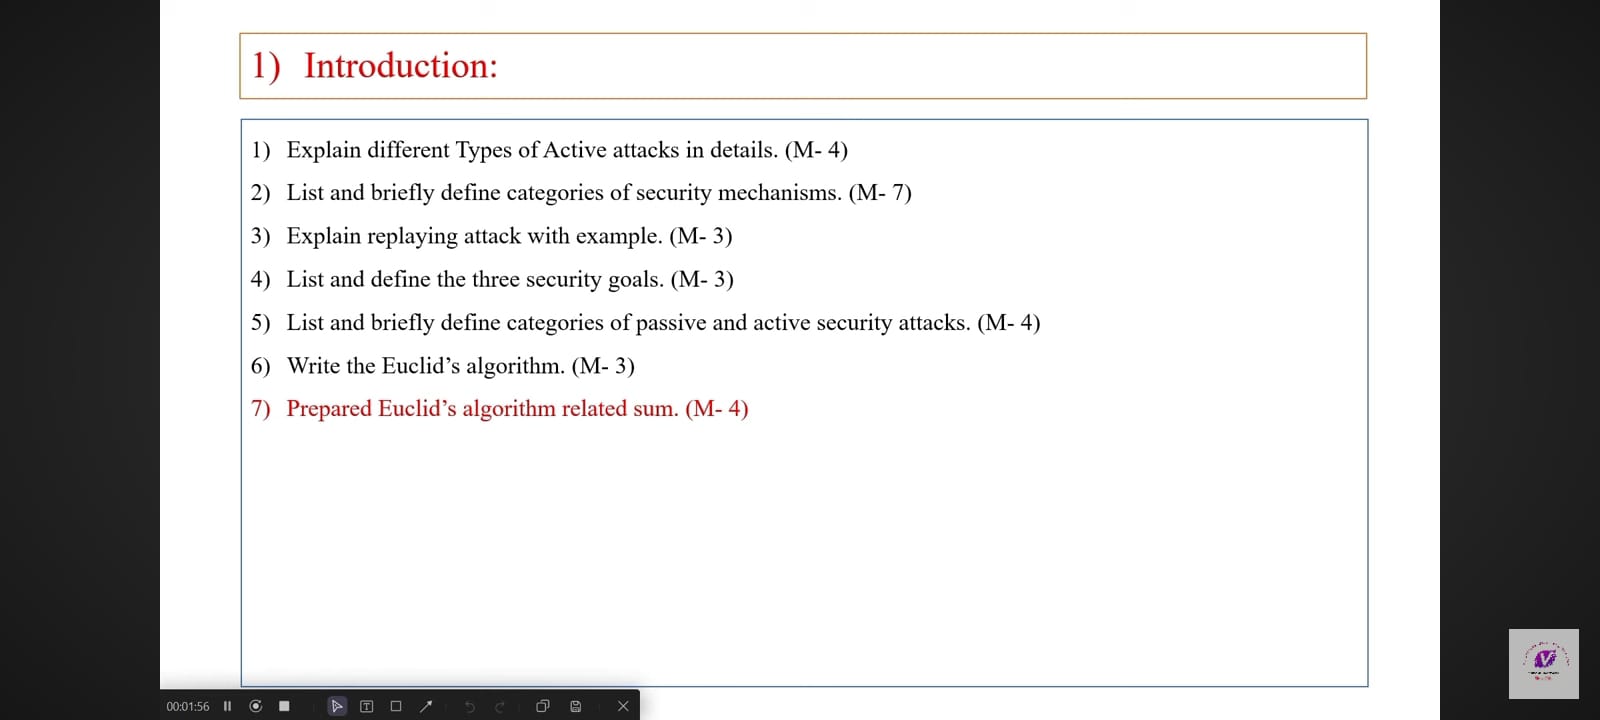 1) Introduction:
1) Explain different Types of Active attacks in details. (M- 4)
2) List and briefly define categories of security mechanisms. (M- 7)
3) Explain replaying attack with example. (M- 3)
4) List and define the three security goals. (M- 3)
5) List and briefly define categories of passive and active security attacks. (M- 4)
6) Write the Euclid’s algorithm. (M- 3)
7) Prepared Euclid’s algorithm related sum. (M- 4)
00:01:56